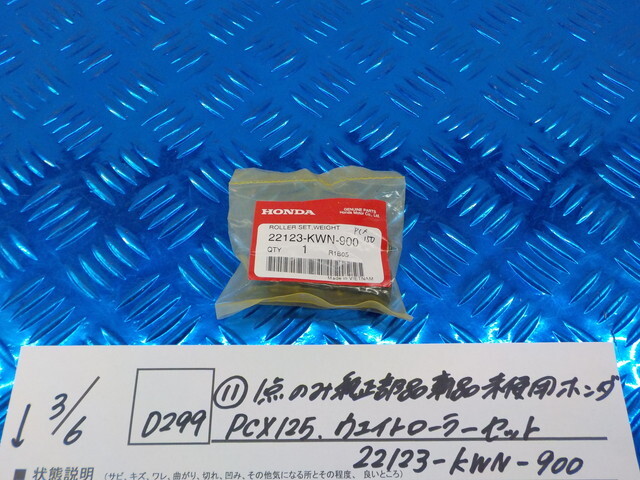 HONDA
GENUINE PARTS
Honda Motor Co., Ltd.
ROLLER SET, WEIGHT
PCX
22123-KWN-900
150
QTY 1 R1B05
Made in VIETNAM
↓ 3/6
D299
⑪ 1点のみ純正部品新品未使用ホンダ
PCX125、ウエイトローラーセット
22123-KWN-900
■ 状態説明 (サビ、キズ、ワレ、曲がり、切れ、凹み、その他気になる所とその程度、良いところ)